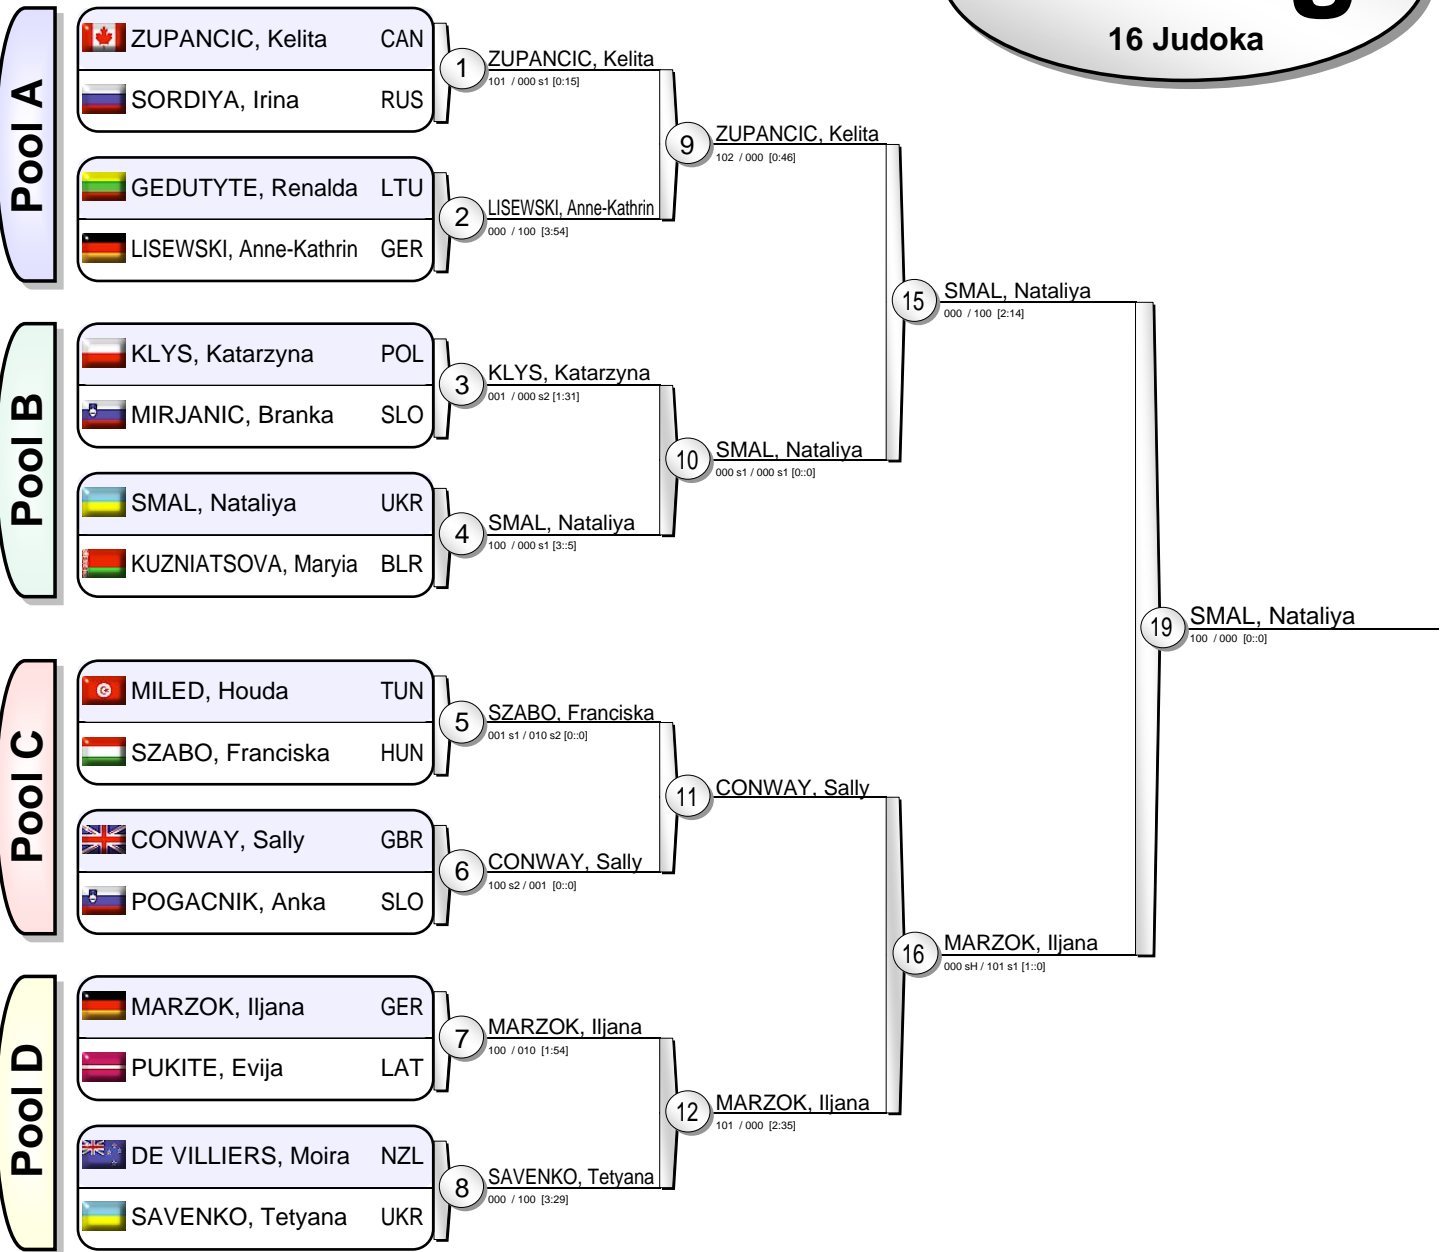 16 Judoka
Pool A
ZUPANCIC, Kelita CAN
SORDIYA, Irina RUS
GEDUTYTE, Renalda LTU
LISEWSKI, Anne-Kathrin GER
Pool B
KLYS, Katarzyna POL
MIRJANIC, Branka SLO
SMAL, Nataliya UKR
KUZNIATSOVA, Maryia BLR
Pool C
MILED, Houda TUN
SZABO, Franciska HUN
CONWAY, Sally GBR
POGACNIK, Anka SLO
Pool D
MARZOK, Iljana GER
PUKITE, Evija LAT
DE VILLIERS, Moira NZL
SAVENKO, Tetyana UKR
1 ZUPANCIC, Kelita
101 / 000 s1 [0:15]
2 LISEWSKI, Anne-Kathrin
000 / 100 [3:54]
3 KLYS, Katarzyna
001 / 000 s2 [1:31]
4 SMAL, Nataliya
100 / 000 s1 [3::5]
5 SZABO, Franciska
001 s1 / 010 s2 [0::0]
6 CONWAY, Sally
100 s2 / 001 [0::0]
7 MARZOK, Iljana
100 / 010 [1:54]
8 SAVENKO, Tetyana
000 / 100 [3:29]
9 ZUPANCIC, Kelita
102 / 000 [0:46]
10 SMAL, Nataliya
000 s1 / 000 s1 [0::0]
11 CONWAY, Sally
12 MARZOK, Iljana
101 / 000 [2:35]
15 SMAL, Nataliya
000 / 100 [2:14]
16 MARZOK, Iljana
000 sH / 101 s1 [1::0]
19 SMAL, Nataliya
100 / 000 [0::0]